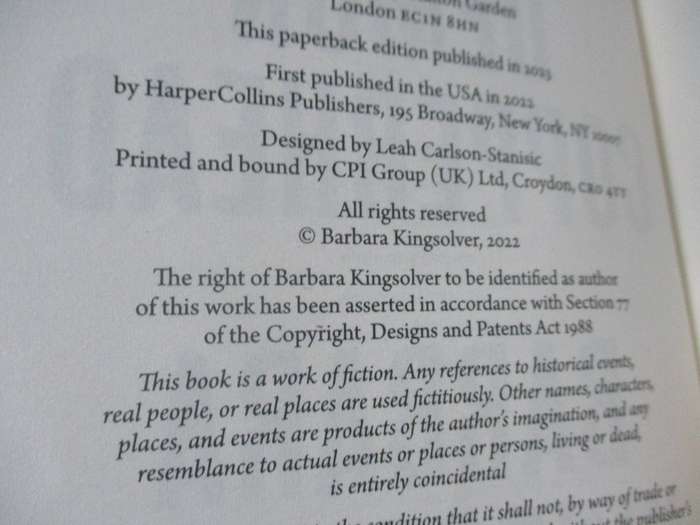 Garden
London EC1N 8HN
This paperback edition published in 2023
First published in the USA in 2022
by HarperCollins Publishers, 195 Broadway, New York, NY 10007
Designed by Leah Carlson-Stanisic
Printed and bound by CPI Group (UK) Ltd, Croydon, CR0 4YY
All rights reserved
© Barbara Kingsolver, 2022
The right of Barbara Kingsolver to be identified as author
of this work has been asserted in accordance with Section 77
of the Copyright, Designs and Patents Act 1988
This book is a work of fiction. Any references to historical events,
real people, or real places are used fictitiously. Other names, characters,
places, and events are products of the author's imagination, and any
resemblance to actual events or places or persons, living or dead,
is entirely coincidental
condition that it shall not, by way of trade or
the publisher's